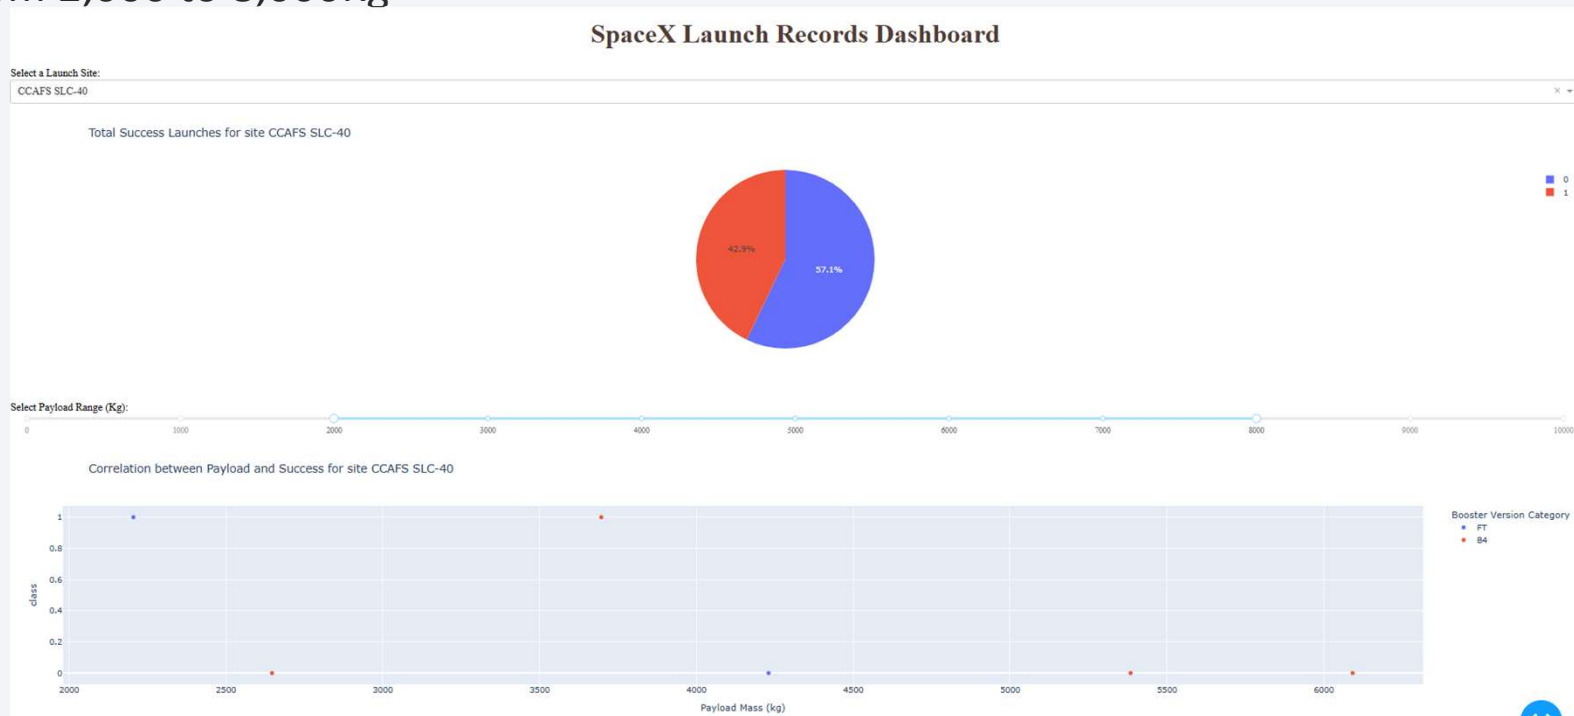 SpaceX Launch Records Dashboard
Select a Launch Site:
CCAFS SLC-40
Total Success Launches for site CCAFS SLC-40
0
1
42.9%
57.1%
Select Payload Range (Kg):
0 1000 2000 3000 4000 5000 6000 7000 8000 9000 10000
Correlation between Payload and Success for site CCAFS SLC-40
Booster Version Category
FT
B4
1
0.8
0.6
0.4
0.2
0
class
2000 2500 3000 3500 4000 4500 5000 5500 6000
Payload Mass (kg)